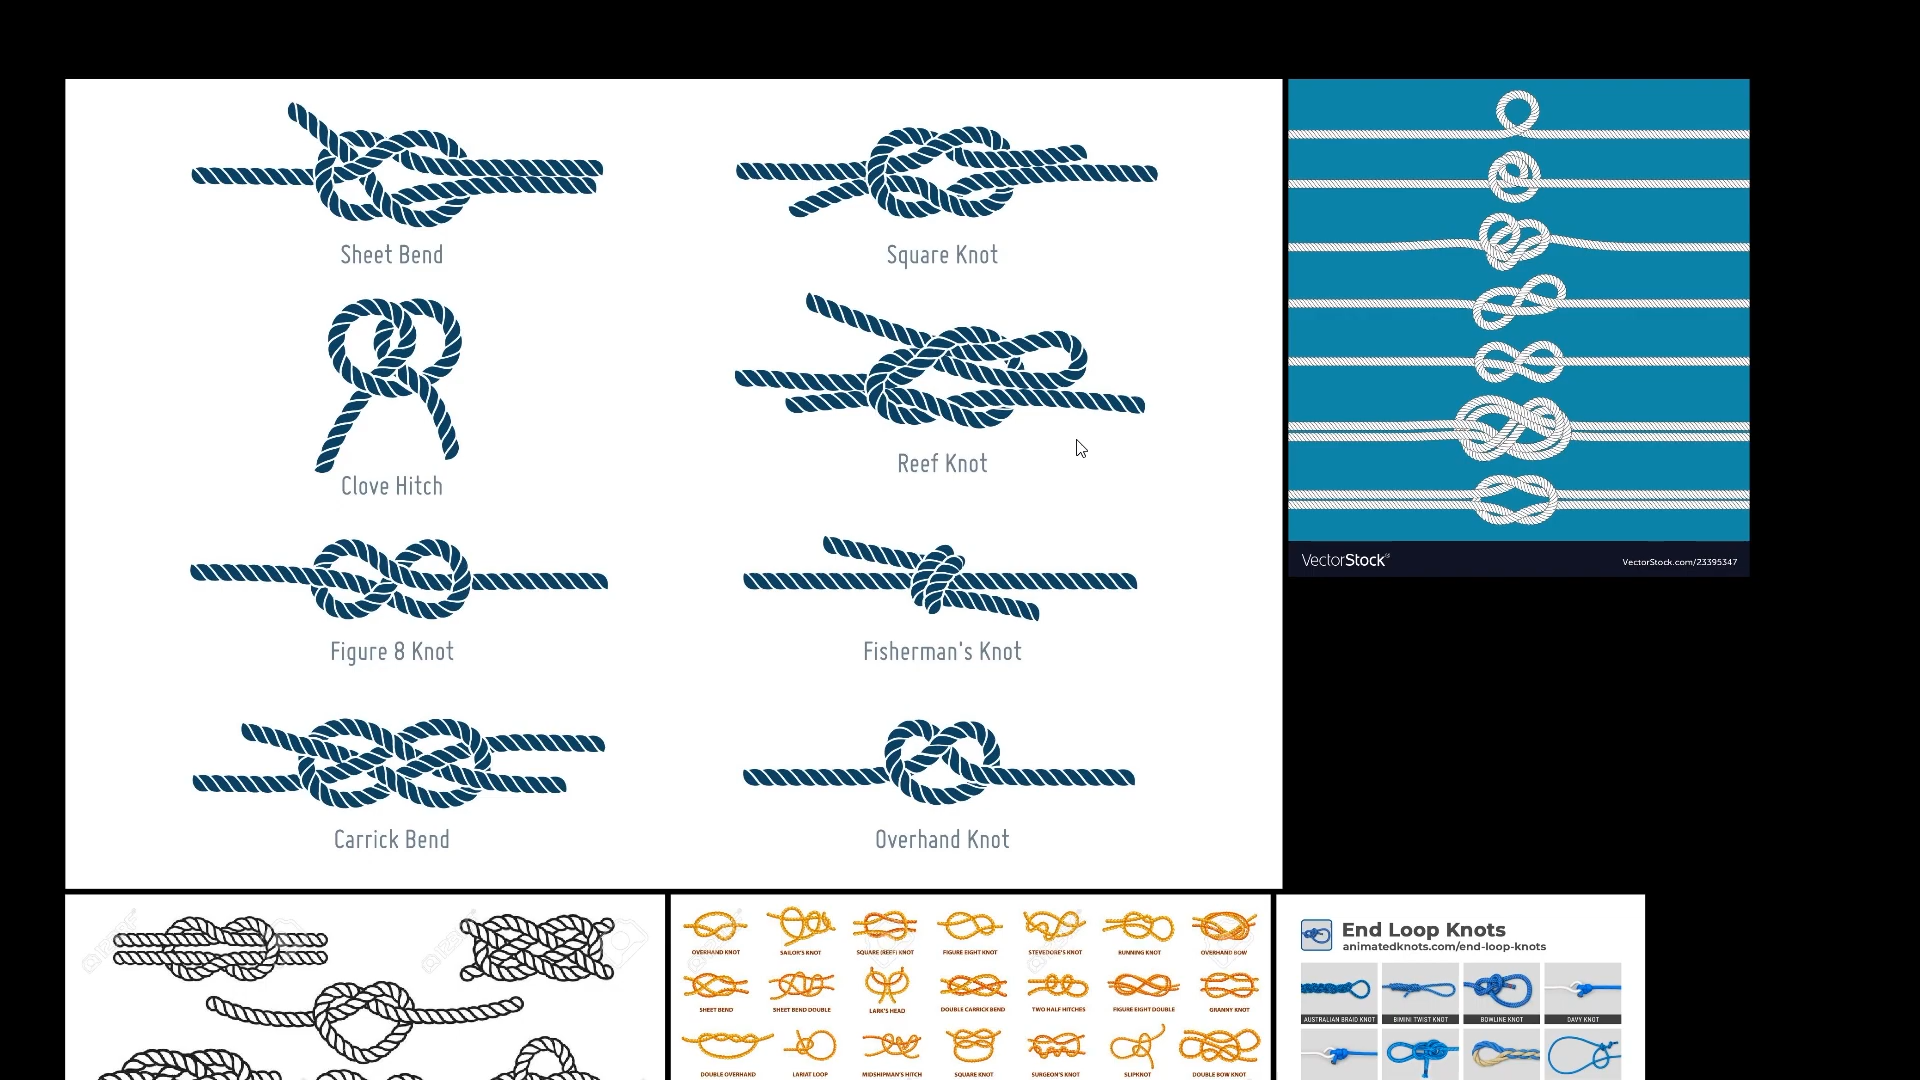 Sheet Bend
Square Knot
Clove Hitch
Reef Knot
Figure 8 Knot
Fisherman's Knot
Carrick Bend
Overhand Knot
VectorStock®
VectorStock.com/23395347
OVERHAND KNOT
SAILOR'S KNOT
SQUARE (REEF) KNOT
FIGURE EIGHT KNOT
STEVEDORE'S KNOT
RUNNING KNOT
OVERHAND BOW
SHEET BEND
SHEET BEND DOUBLE
LARK'S HEAD
DOUBLE CARRICK BEND
TWO HALF HITCHES
FIGURE EIGHT DOUBLE
GRANNY KNOT
DOUBLE OVERHAND
LARIAT LOOP
MIDSHIPMAN'S HITCH
SQUARE KNOT
SURGEON'S KNOT
SLIPKNOT
DOUBLE BOW KNOT
End Loop Knots
animatedknots.com/end-loop-knots
AUSTRALIAN BRAID KNOT
BIMINI TWIST KNOT
BOWLINE KNOT
DAVY KNOT